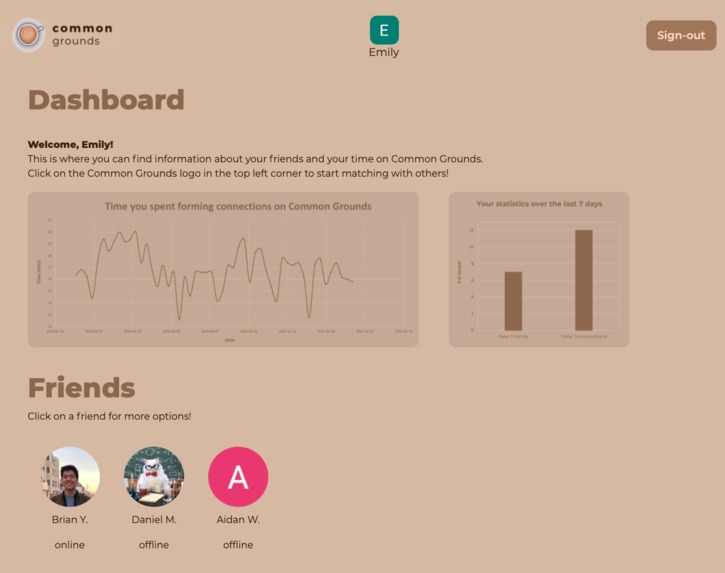 common
grounds
E
Emily
Sign-out
Dashboard
Welcome, Emily!
This is where you can find information about your friends and your time on Common Grounds.
Click on the Common Grounds logo in the top left corner to start matching with others!
Time you spent forming connections on Common Grounds
Your statistics over the last 7 days
Time (mins)
Date
# of people
12
10
8
6
4
2
0
New Friends
Total Conversations
Friends
Click on a friend for more options!
A
Brian Y.
Daniel M.
Aidan W.
online
offline
offline